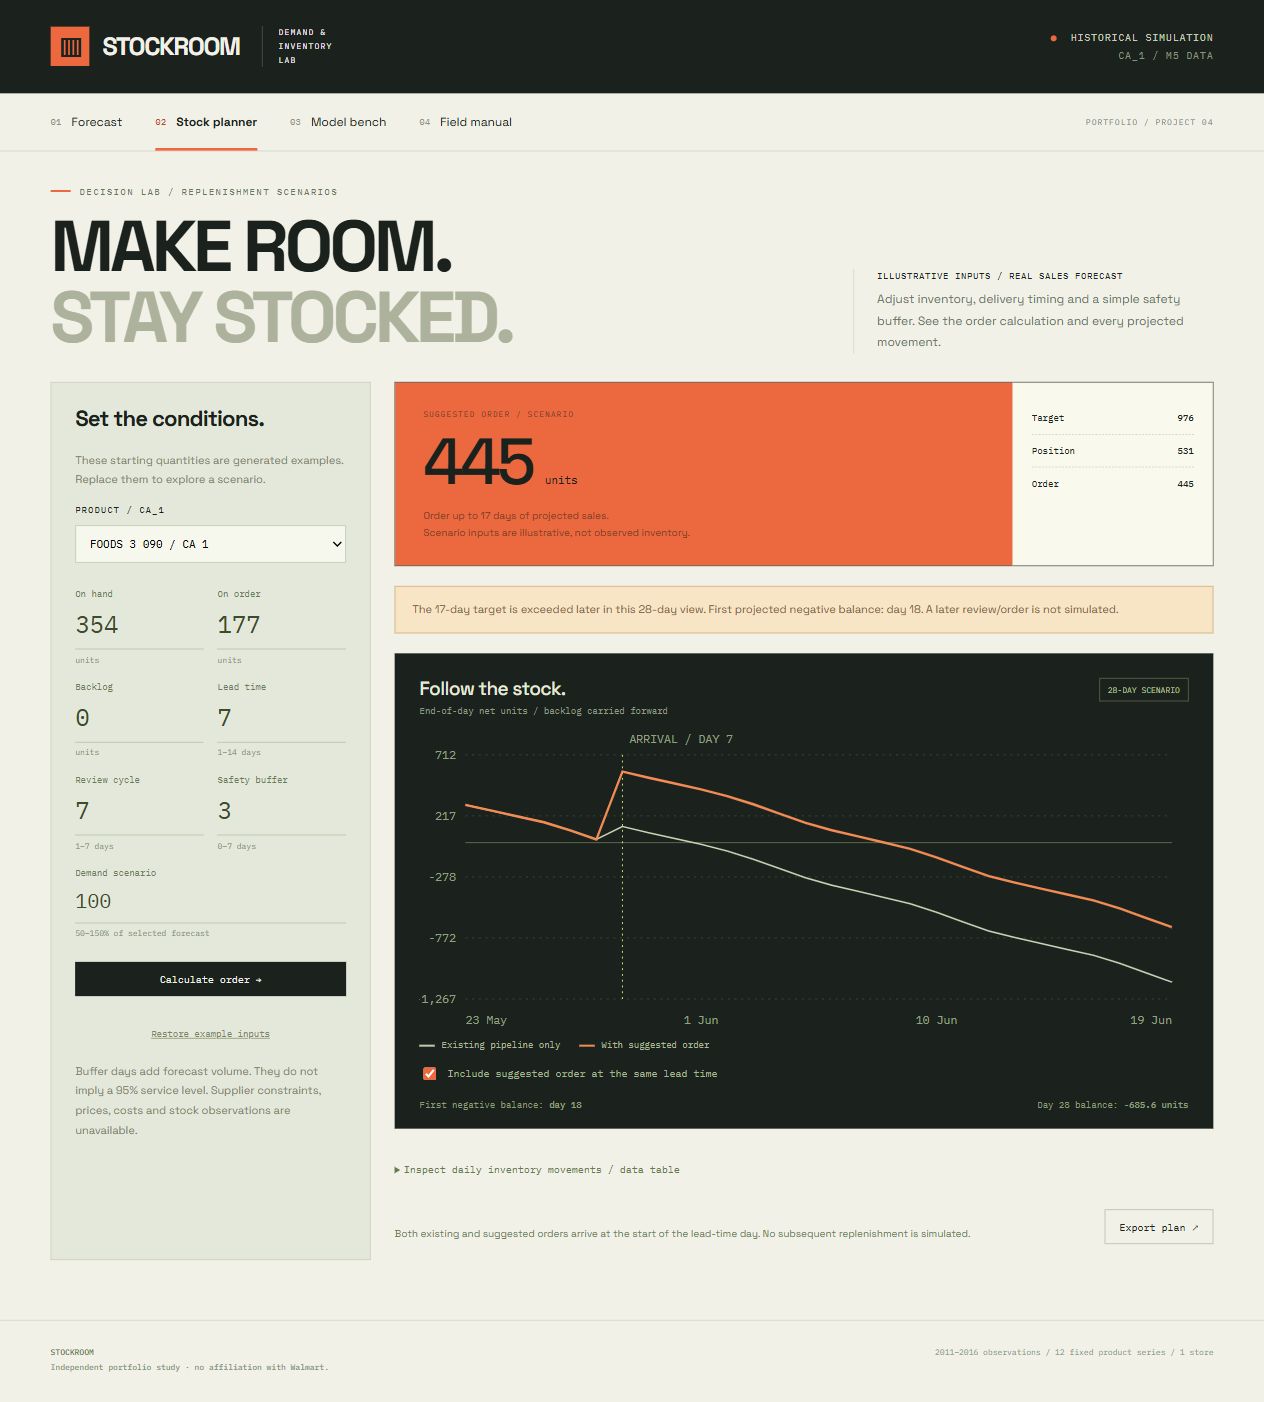 STOCKROOM
DEMAND &
INVENTORY
LAB
HISTORICAL SIMULATION
CA_1 / M5 DATA
01 Forecast
02 Stock planner
03 Model bench
04 Field manual
PORTFOLIO / PROJECT 04
DECISION LAB / REPLENISHMENT SCENARIOS
MAKE ROOM.
STAY STOCKED.
ILLUSTRATIVE INPUTS / REAL SALES FORECAST
Adjust inventory, delivery timing and a simple safety
buffer. See the order calculation and every projected
movement.
Set the conditions.
These starting quantities are generated examples.
Replace them to explore a scenario.
PRODUCT / CA_1
FOODS 3 090 / CA 1
On hand
354
units
On order
177
units
Backlog
0
units
Lead time
7
1–14 days
Review cycle
7
1–7 days
Safety buffer
3
0–7 days
Demand scenario
100
50–150% of selected forecast
Calculate order →
Restore example inputs
Buffer days add forecast volume. They do not
imply a 95% service level. Supplier constraints,
prices, costs and stock observations are
unavailable.
SUGGESTED ORDER / SCENARIO
445 units
Order up to 17 days of projected sales.
Scenario inputs are illustrative, not observed inventory.
Target 976
Position 531
Order 445
The 17-day target is exceeded later in this 28-day view. First projected negative balance: day 18. A later review/order is not simulated.
Follow the stock.
End-of-day net units / backlog carried forward
28-DAY SCENARIO
ARRIVAL / DAY 7
712
217
-278
-772
1,267
23 May
1 Jun
10 Jun
19 Jun
Existing pipeline only
With suggested order
Include suggested order at the same lead time
First negative balance: day 18
Day 28 balance: -685.6 units
Inspect daily inventory movements / data table
Both existing and suggested orders arrive at the start of the lead-time day. No subsequent replenishment is simulated.
Export plan ↗
STOCKROOM
Independent portfolio study · no affiliation with Walmart.
2011–2016 observations / 12 fixed product series / 1 store